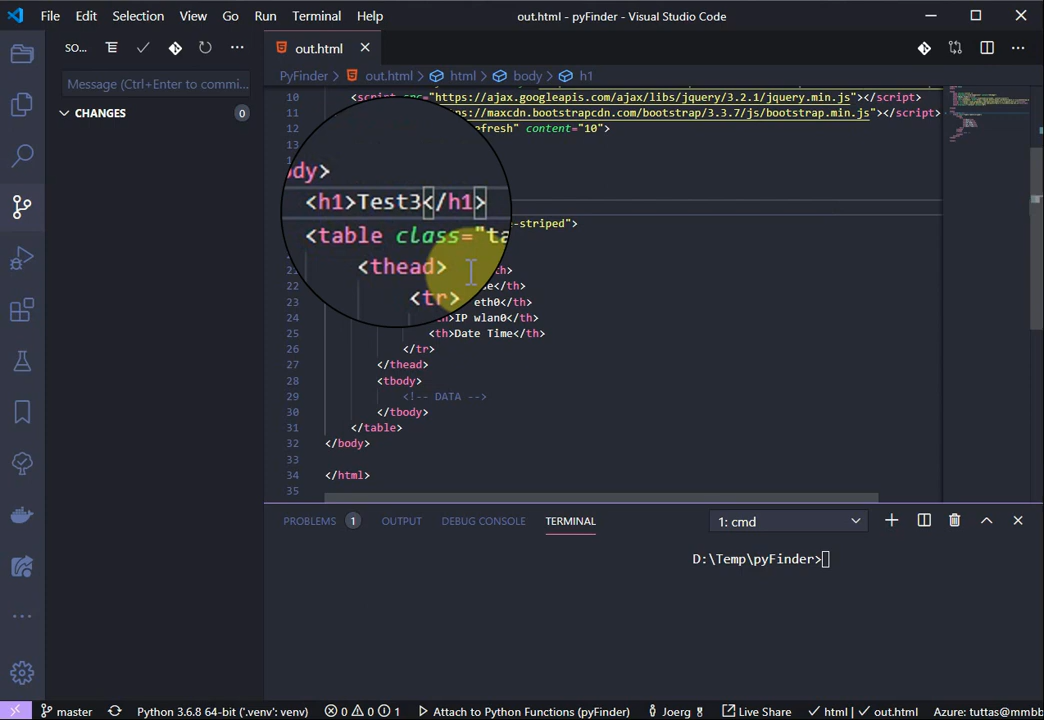 File Edit Selection View Go Run Terminal Help
out.html - pyFinder - Visual Studio Code
SO...
Message (Ctrl+Enter to commi...
CHANGES 0
out.html
PyFinder > out.html > html > body > h1
10 "https://ajax.googleapis.com/ajax/libs/jquery/3.2.1/jquery.min.js"></script>
11 ps://maxcdn.bootstrapcdn.com/bootstrap/3.3.7/js/bootstrap.min.js"></script>
12 efresh" content="10">
13
ody>
<h1>Test3</h1>
<table class="ta
-striped">
<thead>
21 th>
<tr>
22 se</th>
23 eth0</th>
24 IP wlan0</th>
25 <th>Date Time</th>
26 </tr>
27 </thead>
28 <tbody>
29 <!-- DATA -->
30 </tbody>
31 </table>
32 </body>
33
34 </html>
35
PROBLEMS 1 OUTPUT DEBUG CONSOLE TERMINAL 1: cmd
D:\Temp\pyFinder>
master Python 3.6.8 64-bit ('.venv': venv) 0 0 1 Attach to Python Functions (pyFinder) Joerg Live Share html | out.html Azure: tuttas@mmbb